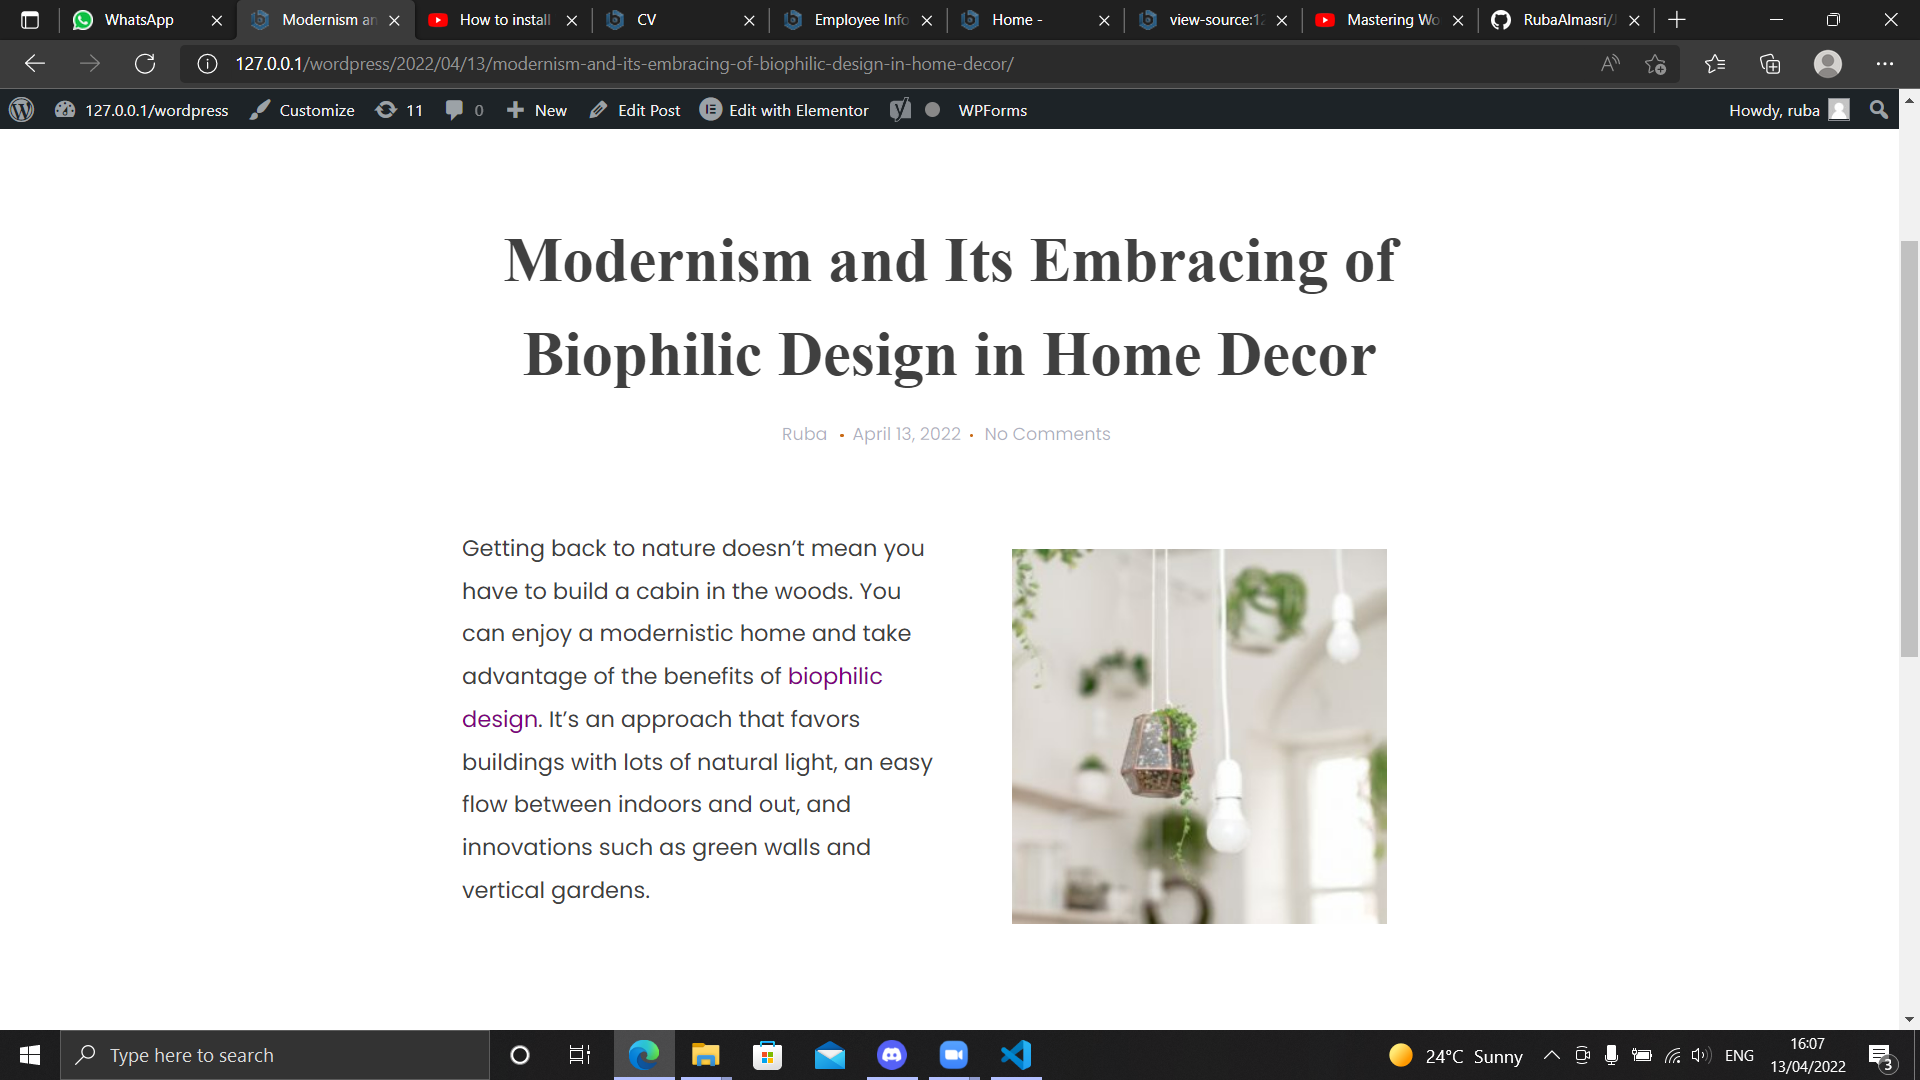 WhatsApp
Modernism an
How to install
CV
Employee Info
Home -
view-source:12
Mastering Wo
RubaAlmasri/J
127.0.0.1/wordpress/2022/04/13/modernism-and-its-embracing-of-biophilic-design-in-home-decor/
127.0.0.1/wordpress
Customize
11
0
New
Edit Post
Edit with Elementor
WPForms
Howdy, ruba
Modernism and Its Embracing of
Biophilic Design in Home Decor
Ruba • April 13, 2022 • No Comments
Getting back to nature doesn’t mean you
have to build a cabin in the woods. You
can enjoy a modernistic home and take
advantage of the benefits of biophilic
design. It’s an approach that favors
buildings with lots of natural light, an easy
flow between indoors and out, and
innovations such as green walls and
vertical gardens.
Type here to search
24°C Sunny
ENG
16:07
13/04/2022
3